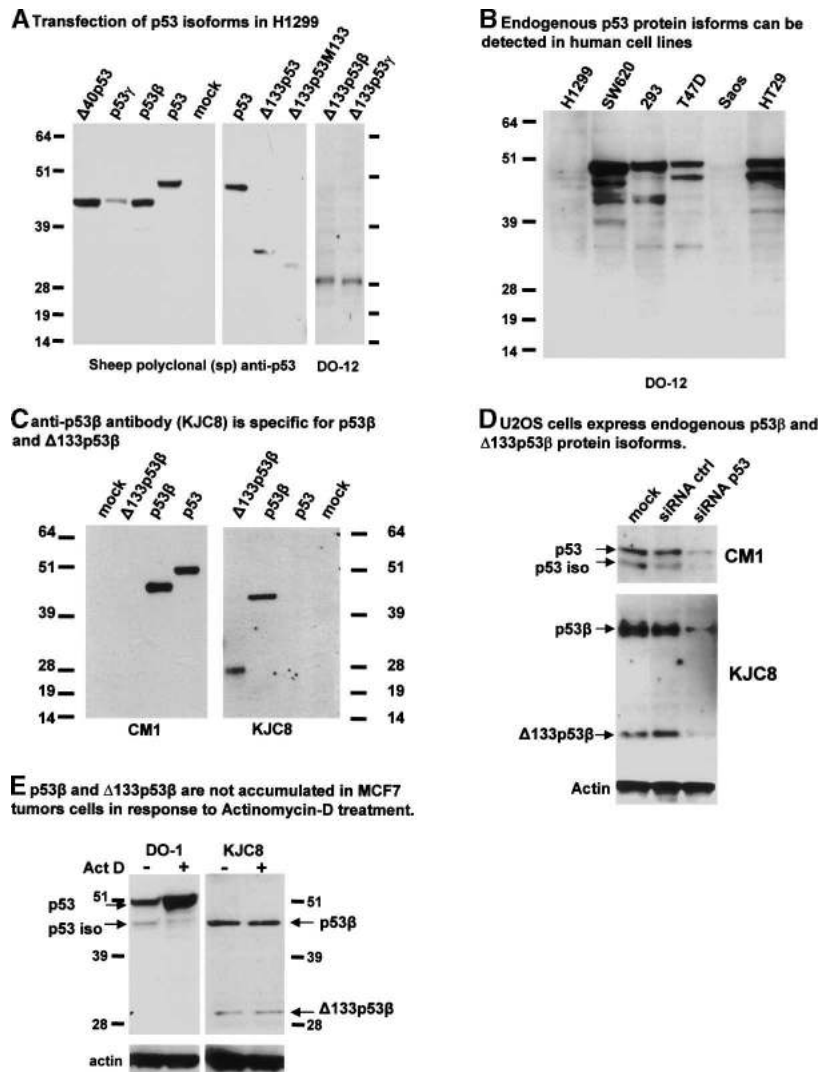 A Transfection of p53 isoforms in H1299
Δ40p53 p53γ p53β p53 mock p53 Δ133p53 Δ133p53M133 Δ133p53β Δ133p53γ
64
51
39
28
19
14
Sheep polyclonal (sp) anti-p53 DO-12
B Endogenous p53 protein isforms can be
detected in human cell lines
H1299 SW620 293 T47D Saos HT29
64
51
39
28
19
14
DO-12
C anti-p53β antibody (KJC8) is specific for p53β
and Δ133p53β
mock Δ133p53β p53β p53 Δ133p53β p53β p53 mock
64 64
51 51
39 39
28 28
19 19
14 14
CM1 KJC8
D U2OS cells express endogenous p53β and
Δ133p53β protein isoforms.
mock siRNA ctrl siRNA p53
p53
p53 iso
CM1
p53β
KJC8
Δ133p53β
Actin
E p53β and Δ133p53β are not accumulated in MCF7
tumors cells in response to Actinomycin-D treatment.
DO-1 KJC8
Act D - + - +
p53 51 51
p53 iso p53β
39 39
Δ133p53β
28 28
actin